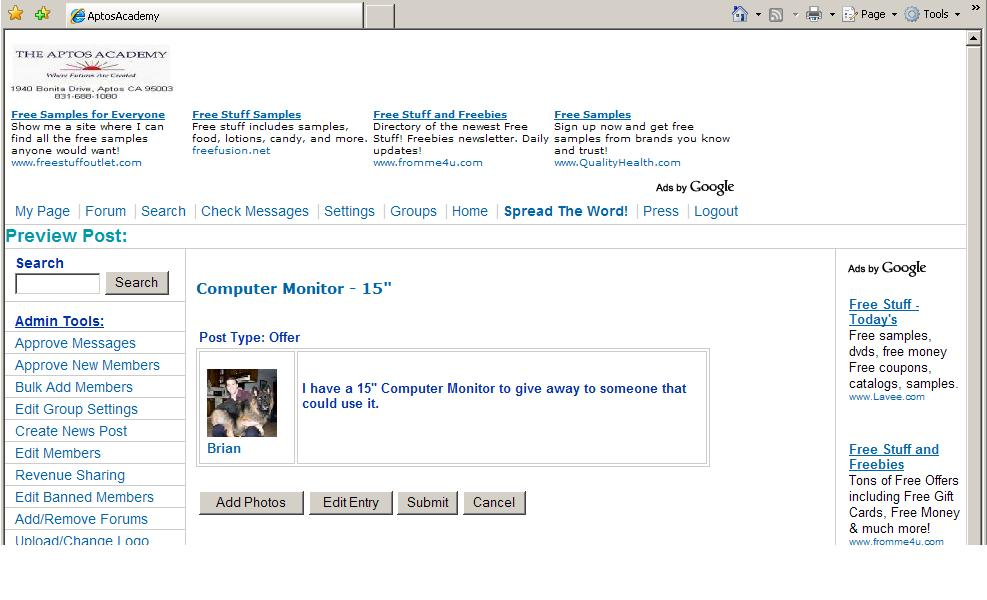 AptosAcademy
Page
Tools
»
THE APTOS ACADEMY
Where Futures Are Created
1940 Bonita Drive, Aptos CA 95003
831-688-1080
Free Samples for Everyone
Show me a site where I can
find all the free samples
anyone would want!
www.freestuffoutlet.com
Free Stuff Samples
Free stuff includes samples,
food, lotions, candy, and more.
freefusion.net
Free Stuff and Freebies
Directory of the newest Free
Stuff! Freebies newsletter. Daily
updates!
www.fromme4u.com
Free Samples
Sign up now and get free
samples from brands you know
and trust!
www.QualityHealth.com
Ads by Google
My Page | Forum | Search | Check Messages | Settings | Groups | Home | Spread The Word! | Press | Logout
Preview Post:
Search
Search
Admin Tools:
Approve Messages
Approve New Members
Bulk Add Members
Edit Group Settings
Create News Post
Edit Members
Revenue Sharing
Edit Banned Members
Add/Remove Forums
Upload/Change Logo
Computer Monitor - 15"
Post Type: Offer
Brian
I have a 15" Computer Monitor to give away to someone that
could use it.
Add Photos
Edit Entry
Submit
Cancel
Ads by Google
Free Stuff -
Today's
Free samples,
dvds, free money
Free coupons,
catalogs, samples.
www.Lavee.com
Free Stuff and
Freebies
Tons of Free Offers
including Free Gift
Cards, Free Money
& much more!
www.fromme4u.com